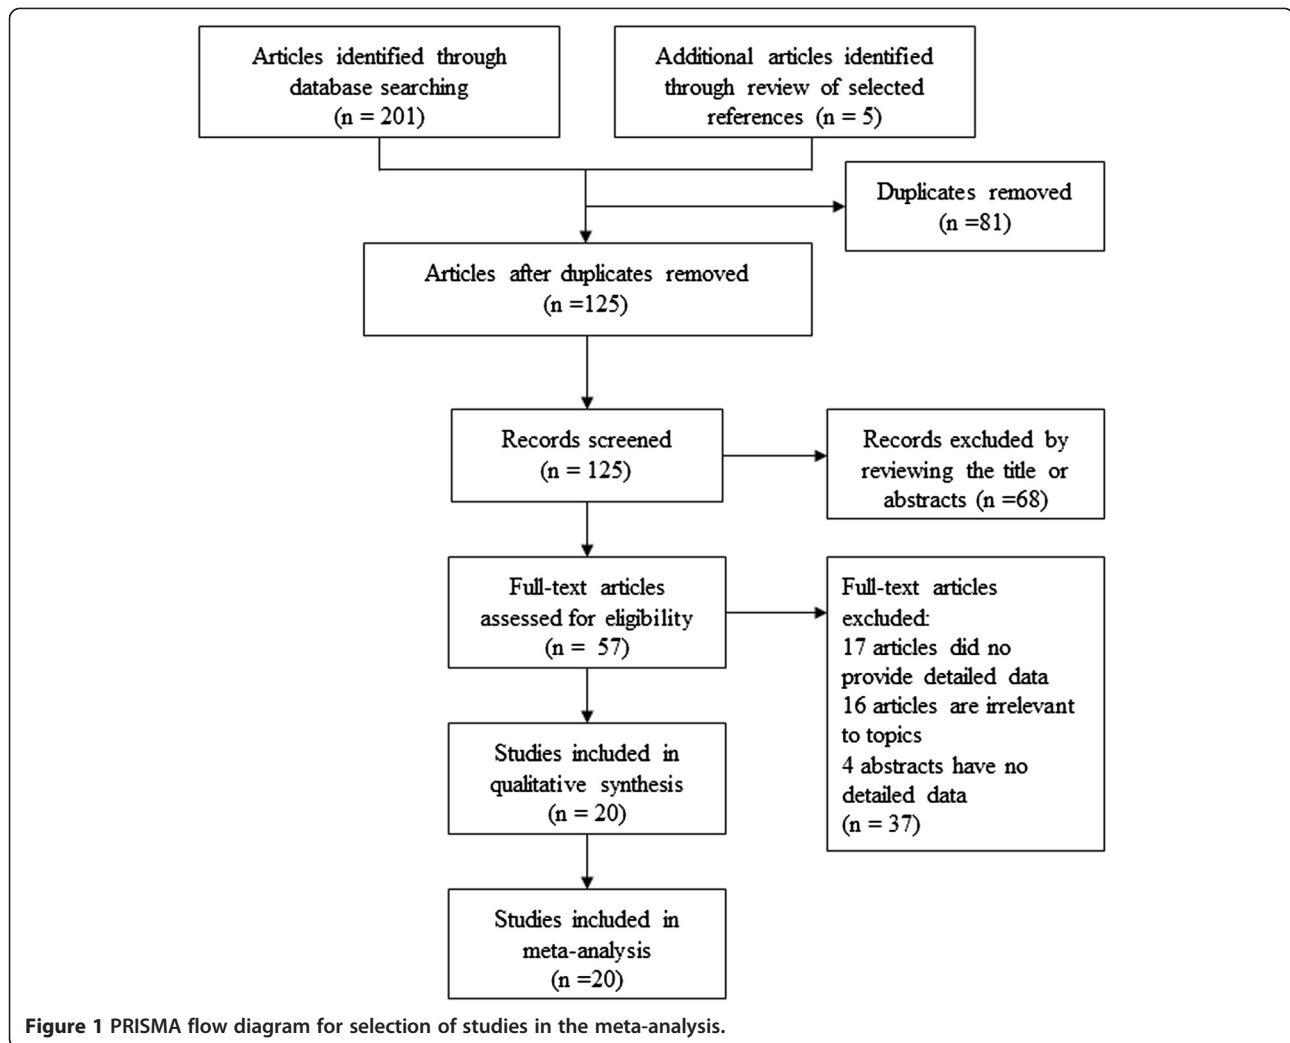 Articles identified through
database searching
(n = 201)
Additional articles identified
through review of selected
references (n = 5)
Duplicates removed
(n =81)
Articles after duplicates removed
(n =125)
Records screened
(n = 125)
Records excluded by
reviewing the title or
abstracts (n =68)
Full-text articles
assessed for eligibility
(n = 57)
Full-text articles
excluded:
17 articles did no
provide detailed data
16 articles are irrelevant
to topics
4 abstracts have no
detailed data
(n = 37)
Studies included in
qualitative synthesis
(n = 20)
Studies included in
meta-analysis
(n =20)
Figure 1 PRISMA flow diagram for selection of studies in the meta-analysis.